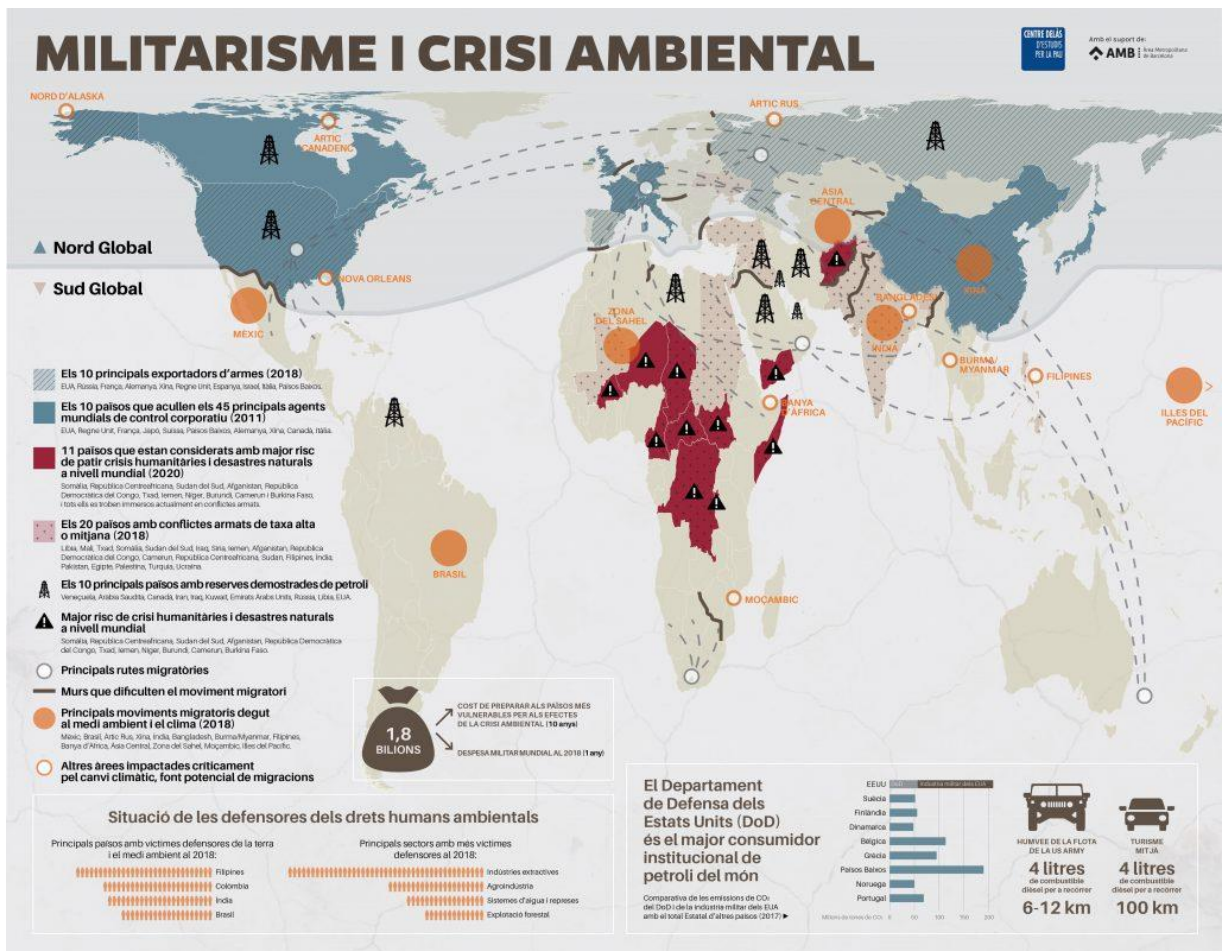 MILITARISME I CRISI AMBIENTAL
CENTRE DELÀS
D'ESTUDIS
PER LA PAU
Amb el suport de:
AMB Àrea Metropolitana
de Barcelona
NORD D'ALASKA
ÀRTIC
CANADENC
ÀRTIC RUS
ÀSIA
CENTRAL
NOVA ORLEANS
MÈXIC
ZONA
DEL SAHEL
BANGLADESH
XINA
ÍNDIA
BURMA/
MYANMAR
FILIPINES
BANYA
D'ÀFRICA
ILLES DEL
PACÍFIC
BRASIL
MOÇAMBIC
Nord Global
Sud Global
Els 10 principals exportadors d'armes (2018)
EUA, Rússia, França, Alemanya, Xina, Regne Unit, Espanya, Israel, Itàlia, Països Baixos.
Els 10 països que acullen els 45 principals agents
mundials de control corporatiu (2011)
EUA, Regne Unit, França, Japó, Suïssa, Països Baixos, Alemanya, Xina, Canadà, Itàlia.
11 països que estan considerats amb major risc
de patir crisis humanitàries i desastres naturals
a nivell mundial (2020)
Somàlia, República Centreafricana, Sudan del Sud, Afganistan, República
Democràtica del Congo, Txad, Iemen, Níger, Burundi, Camerun i Burkina Faso,
i tots ells es troben immersos actualment en conflictes armats.
Els 20 països amb conflictes armats de taxa alta
o mitjana (2018)
Líbia, Mali, Txad, Somàlia, Sudan del Sud, Iraq, Síria, Iemen, Afganistan, República
Democràtica del Congo, Camerun, República Centreafricana, Sudan, Filipines, Índia,
Pakistan, Egipte, Palestina, Turquia, Ucraïna.
Els 10 principals països amb reserves demostrades de petroli
Veneçuela, Aràbia Saudita, Canadà, Iran, Iraq, Kuwait, Emirats Àrabs Units, Rússia, Líbia, EUA.
Major risc de crisi humanitàries i desastres naturals
a nivell mundial
Somàlia, República Centreafricana, Sudan del Sud, Afganistan, República Democràtica
del Congo, Txad, Iemen, Níger, Burundi, Camerun, Burkina Faso.
Principals rutes migratòries
Murs que dificulten el moviment migratori
Principals moviments migratoris degut
al medi ambient i el clima (2018)
Mèxic, Brasil, Àrtic Rus, Xina, Índia, Bangladesh, Burma/Myanmar, Filipines,
Banya d'Àfrica, Àsia Central, Zona del Sahel, Moçambic, Illes del Pacífic.
Altres àrees impactades críticament
pel canvi climàtic, font potencial de migracions
1,8
BILIONS
COST DE PREPARAR ALS PAÏSOS MÉS
VULNERABLES PER ALS EFECTES
DE LA CRISI AMBIENTAL (10 anys)
DESPESA MILITAR MUNDIAL AL 2018 (1 any)
Situació de les defensores dels drets humans ambientals
Principals països amb víctimes defensores de la terra
i el medi ambient al 2018:
Filipines
Colòmbia
Índia
Brasil
Principals sectors amb més víctimes
defensores al 2018:
Indústries extractives
Agroindústria
Sistemes d'aigua i represes
Explotació forestal
El Departament
de Defensa dels
Estats Units (DoD)
és el major consumidor
institucional de
petroli del món
Comparativa de les emissions de CO₂
del DoD i de la indústria militar dels EUA
amb el total Estatal d'altres països (2017)
EEUU
DoD
Indústria militar dels EUA
Suècia
Finlàndia
Dinamarca
Bèlgica
Grècia
Països Baixos
Noruega
Portugal
Milions de tones de CO₂ 0 50 100 150 200
HUMVEE DE LA FLOTA
DE LA US ARMY
4 litres
de combustible
dièsel per a recórrer
6-12 km
TURISME
MITJÀ
4 litres
de combustible
dièsel per a recórrer
100 km